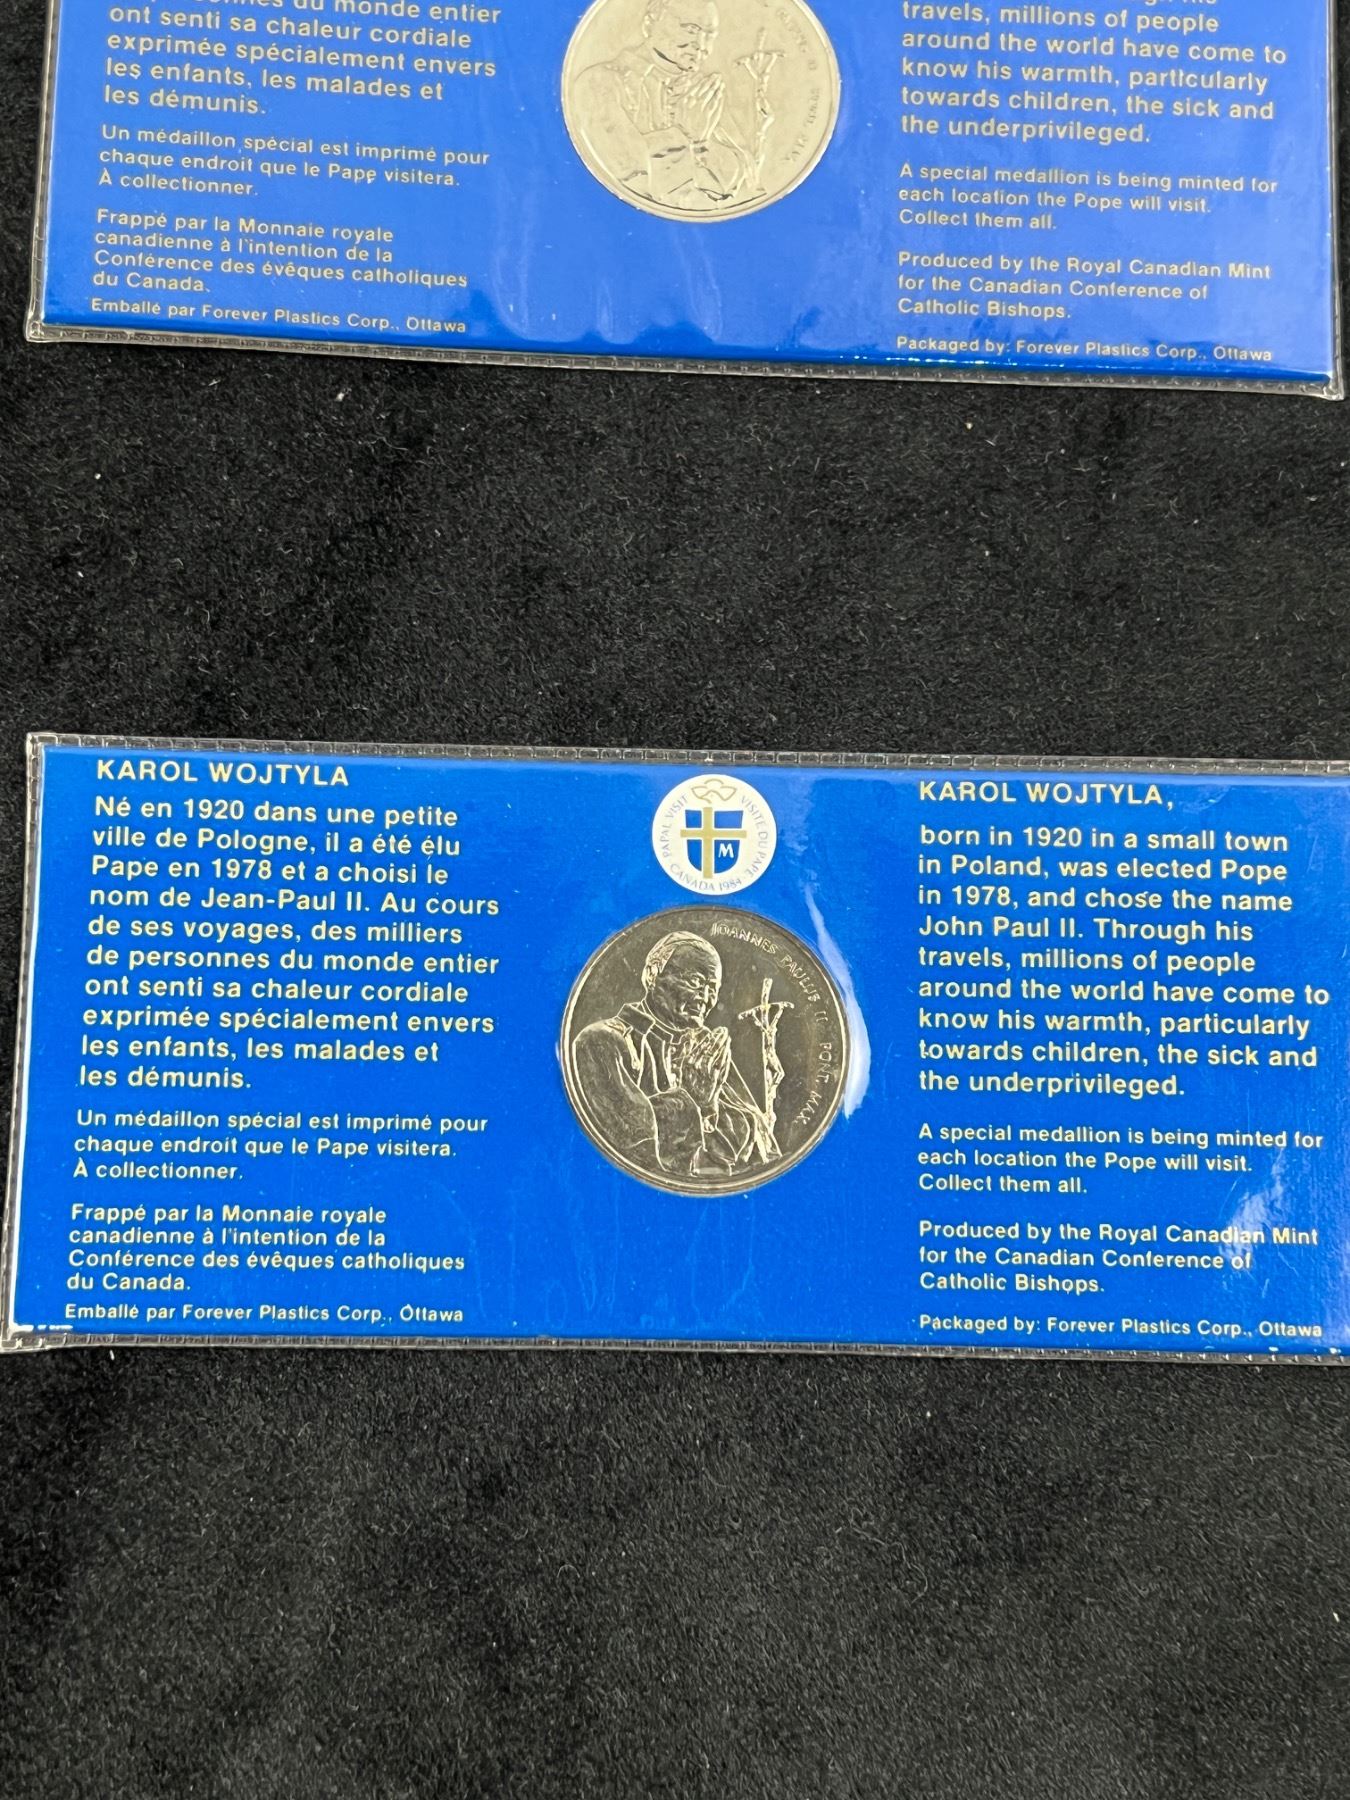 du monde entier
ont senti sa chaleur cordiale
exprimée spécialement envers
les enfants, les malades et
les démunis.
Un médaillon spécial est imprimé pour
chaque endroit que le Pape visitera.
À collectionner.
Frappé par la Monnaie royale
canadienne à l'intention de la
Conférence des évêques catholiques
du Canada.
Emballé par Forever Plastics Corp., Ottawa
travels, millions of people
around the world have come to
know his warmth, particularly
towards children, the sick and
the underprivileged.
A special medallion is being minted for
each location the Pope will visit.
Collect them all.
Produced by the Royal Canadian Mint
for the Canadian Conference of
Catholic Bishops.
Packaged by: Forever Plastics Corp., Ottawa
KAROL WOJTYLA
Né en 1920 dans une petite
ville de Pologne, il a été élu
Pape en 1978 et a choisi le
nom de Jean-Paul II. Au cours
de ses voyages, des milliers
de personnes du monde entier
ont senti sa chaleur cordiale
exprimée spécialement envers
les enfants, les malades et
les démunis.
Un médaillon spécial est imprimé pour
chaque endroit que le Pape visitera.
À collectionner.
Frappé par la Monnaie royale
canadienne à l'intention de la
Conférence des évêques catholiques
du Canada.
Emballé par Forever Plastics Corp., Ottawa
PAPAL VISIT
VISITE DU PAPE
M
CANADA 1984
JOANNES PAULUS II PONT. MAX.
KAROL WOJTYLA,
born in 1920 in a small town
in Poland, was elected Pope
in 1978, and chose the name
John Paul II. Through his
travels, millions of people
around the world have come to
know his warmth, particularly
towards children, the sick and
the underprivileged.
A special medallion is being minted for
each location the Pope will visit.
Collect them all.
Produced by the Royal Canadian Mint
for the Canadian Conference of
Catholic Bishops.
Packaged by: Forever Plastics Corp., Ottawa